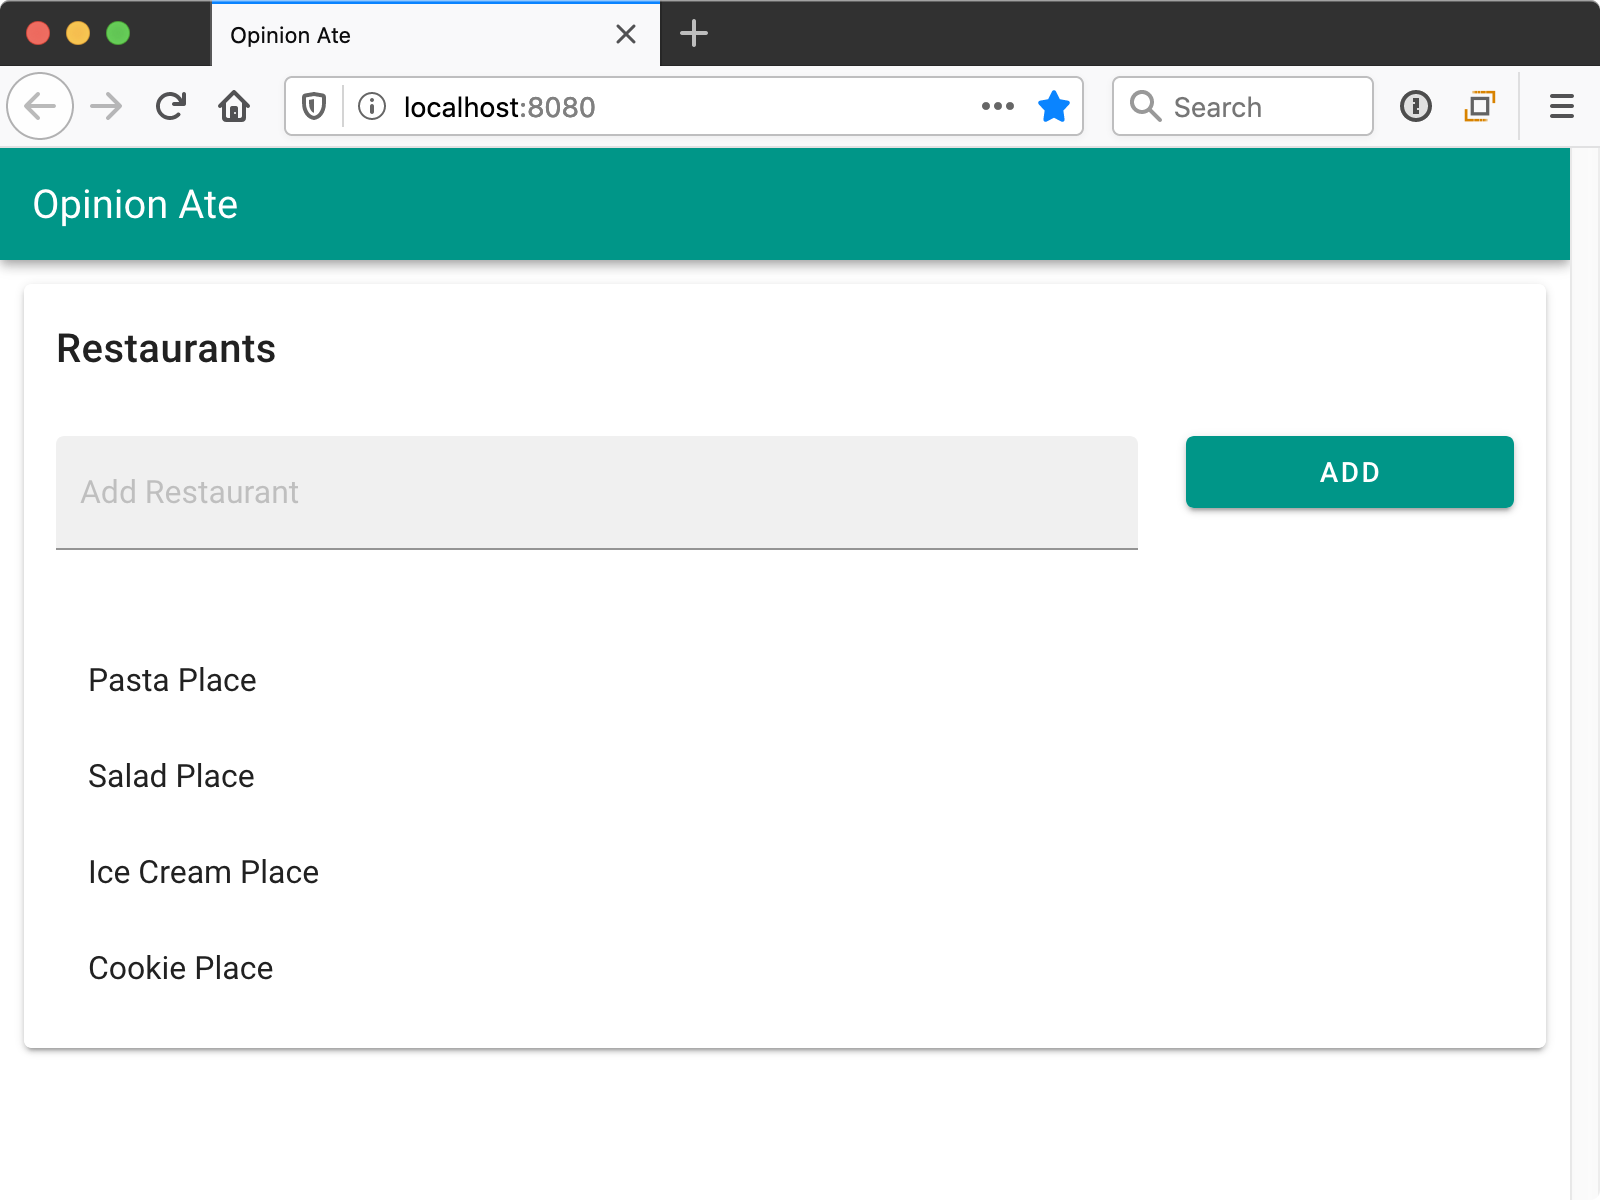 Opinion Ate
localhost:8080
Search
Opinion Ate
Restaurants
Add Restaurant
ADD
Pasta Place
Salad Place
Ice Cream Place
Cookie Place